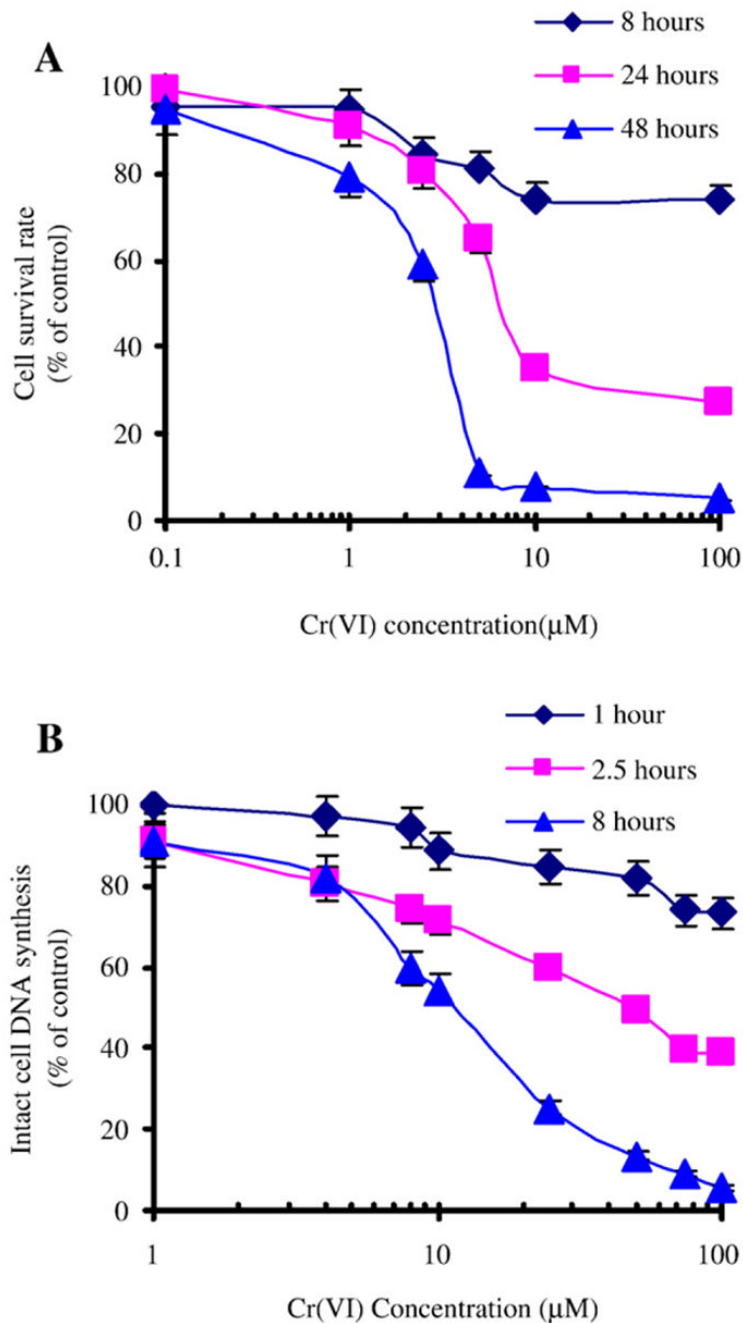 A
8 hours
24 hours
48 hours
Cell survival rate
(% of control)
100
80
60
40
20
0
0.1 1 10 100
Cr(VI) concentration(μM)
B
1 hour
2.5 hours
8 hours
Intact cell DNA synthesis
(% of control)
100
80
60
40
20
0
1 10 100
Cr(VI) Concentration (μM)